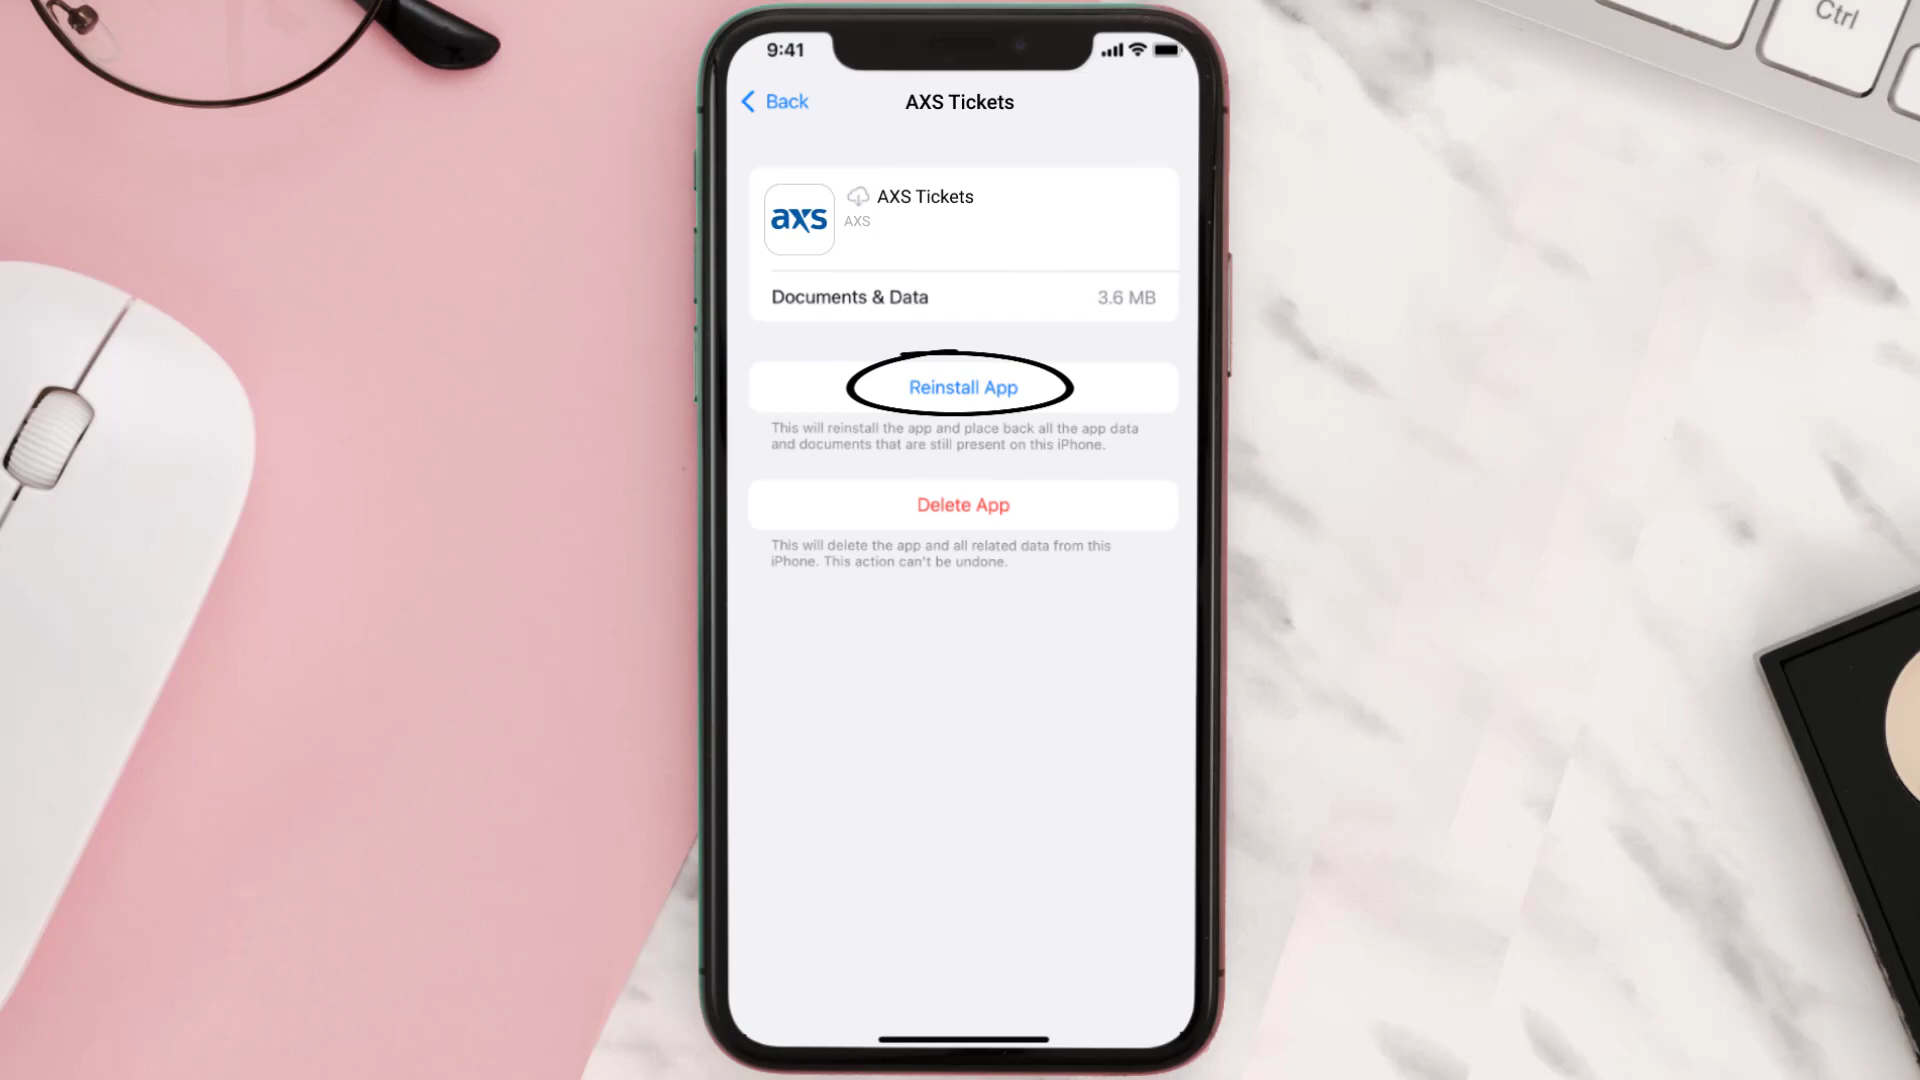 9:41
Back
AXS Tickets
axs
AXS Tickets
AXS
Documents & Data
3.6 MB
Reinstall App
This will reinstall the app and place back all the app data
and documents that are still present on this iPhone.
Delete App
This will delete the app and all related data from this
iPhone. This action can't be undone.
Ctrl